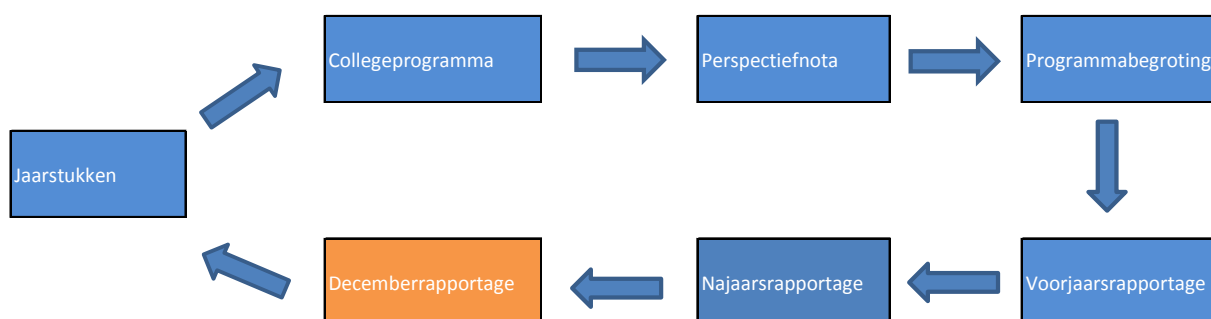 Collegeprogramma
Perspectiefnota
Programmabegroting
Jaarstukken
Decemberrapportage
Najaarsrapportage
Voorjaarsrapportage